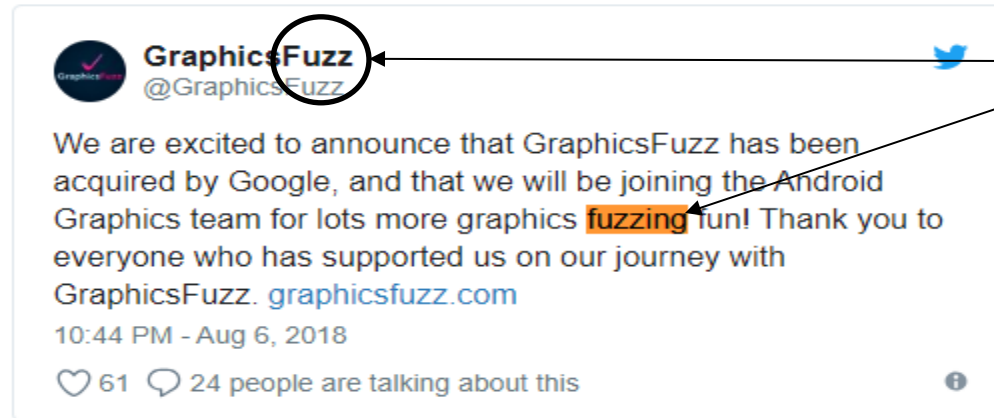 GraphicsFuzz
GraphicsFuzz
@GraphicsFuzz
We are excited to announce that GraphicsFuzz has been
acquired by Google, and that we will be joining the Android
Graphics team for lots more graphics fuzzing fun! Thank you to
everyone who has supported us on our journey with
GraphicsFuzz. graphicsfuzz.com
10:44 PM - Aug 6, 2018
61 24 people are talking about this